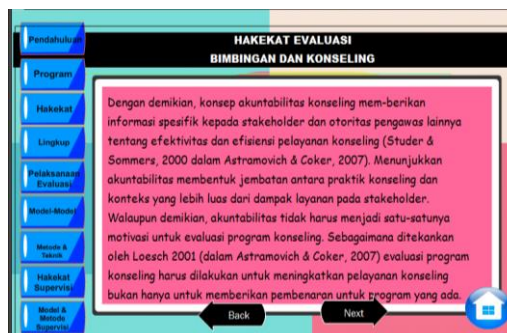 HAKEKAT EVALUASI
BIMBINGAN DAN KONSELING
Pendahuluan
Program
Hakekat
Lingkup
Pelaksanaan
Evaluasi
Model-Model
Metode &
Teknik
Hakekat
Supervisi
Model &
Metode
Supervisi
Dengan demikian, konsep akuntabilitas konseling mem-berikan
informasi spesifik kepada stakeholder dan otoritas pengawas lainnya
tentang efektivitas dan efisiensi pelayanan konseling (Studer &
Sommers, 2000 dalam Astramovich & Coker, 2007). Menunjukkan
akuntabilitas membentuk jembatan antara praktik konseling dan
konteks yang lebih luas dari dampak layanan pada stakeholder.
Walaupun demikian, akuntabilitas tidak harus menjadi satu-satunya
motivasi untuk evaluasi program konseling. Sebagaimana ditekankan
oleh Loesch 2001 (dalam Astramovich & Coker, 2007) evaluasi program
konseling harus dilakukan untuk meningkatkan pelayanan konseling
bukan hanya untuk memberikan pembenaran untuk program yang ada.
Back
Next